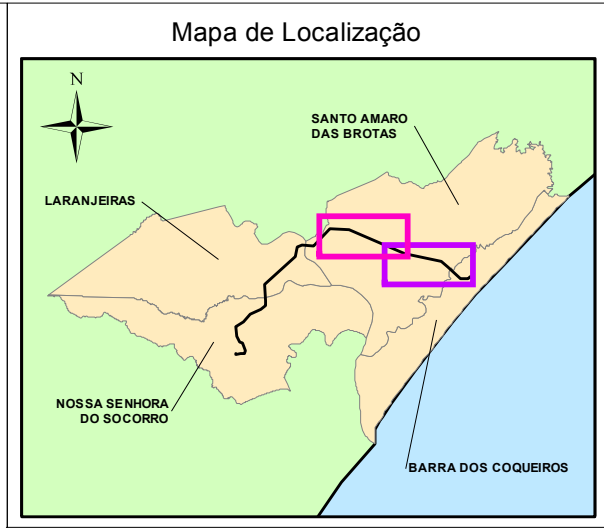 Mapa de Localização
N
SANTO AMARO
DAS BROTAS
LARANJEIRAS
NOSSA SENHORA
DO SOCORRO
BARRA DOS COQUEIROS